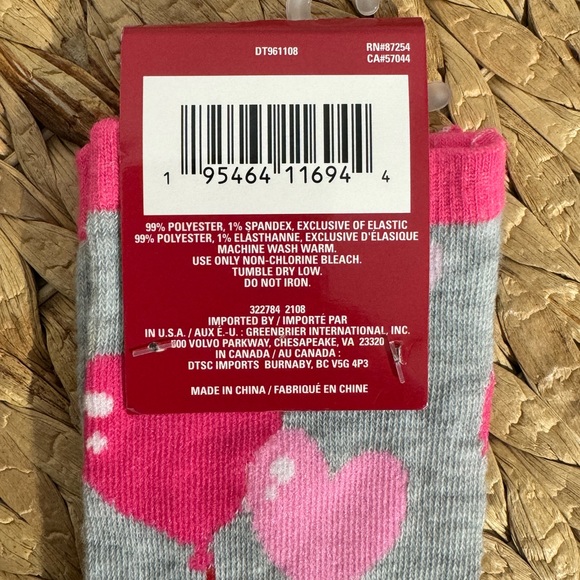 DT961108
RN#87254
CA#57044
1 95464 11694 4
99% POLYESTER, 1% SPANDEX, EXCLUSIVE OF ELASTIC
99% POLYESTER, 1% ELASTHANNE, EXCLUSIVE D'ÉLASIQUE
MACHINE WASH WARM.
USE ONLY NON-CHLORINE BLEACH.
TUMBLE DRY LOW.
DO NOT IRON.
322784 2108
IMPORTED BY / IMPORTÉ PAR
IN U.S.A. / AUX É.-U. : GREENBRIER INTERNATIONAL, INC.
500 VOLVO PARKWAY, CHESAPEAKE, VA 23320
IN CANADA / AU CANADA :
DTSC IMPORTS BURNABY, BC V5G 4P3
MADE IN CHINA / FABRIQUÉ EN CHINE